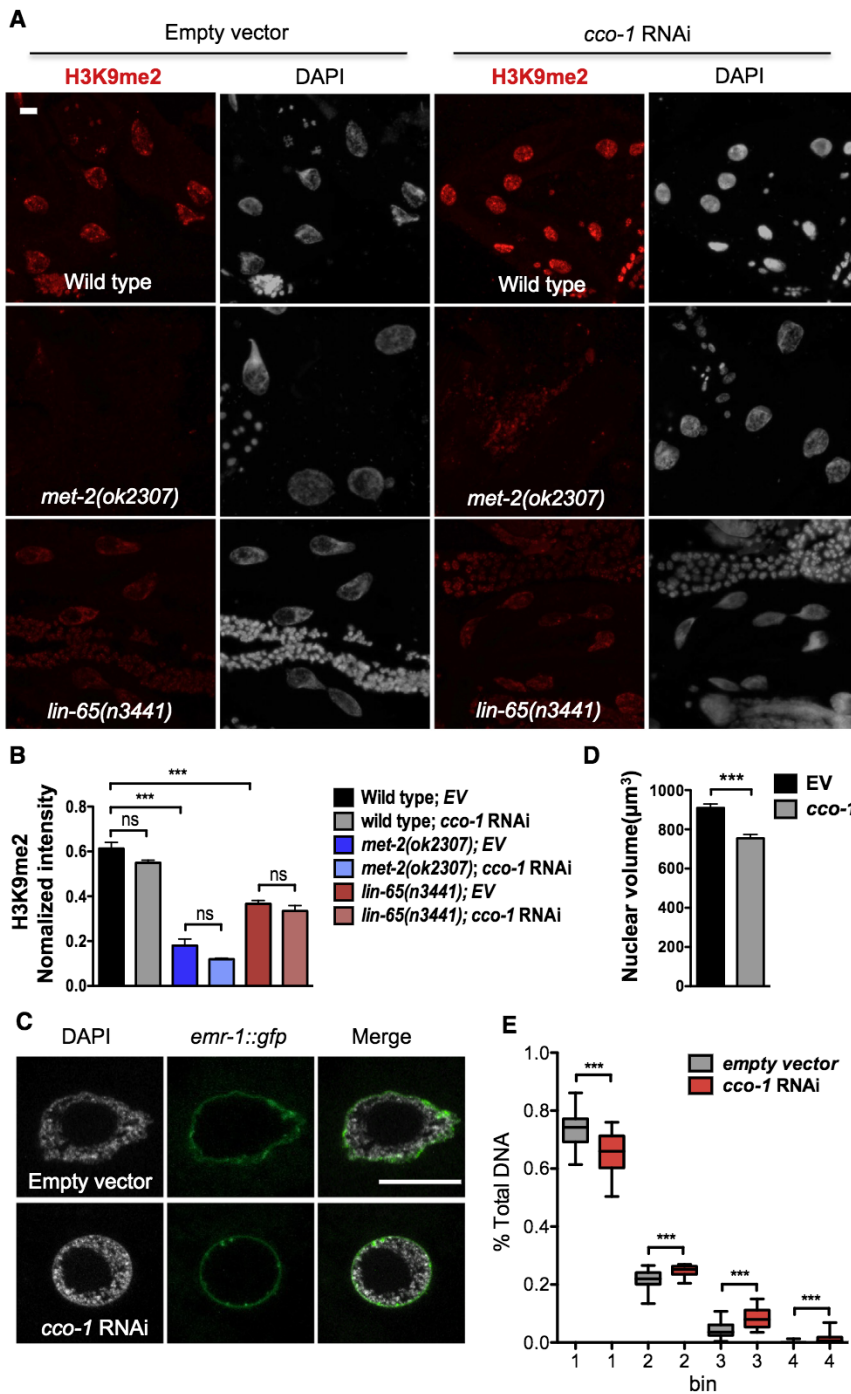 A
Empty vector
cco-1 RNAi
H3K9me2
DAPI
H3K9me2
DAPI
Wild type
Wild type
met-2(ok2307)
met-2(ok2307)
lin-65(n3441)
lin-65(n3441)
B
H3K9me2
Nomalized intensity
0.8
0.6
0.4
0.2
0.0
ns
***
***
ns
ns
Wild type; EV
wild type; cco-1 RNAi
met-2(ok2307); EV
met-2(ok2307); cco-1 RNAi
lin-65(n3441); EV
lin-65(n3441); cco-1 RNAi
D
Nuclear volume(µm³)
1000
800
600
400
200
0
***
EV
cco-1
C
DAPI
emr-1::gfp
Merge
Empty vector
cco-1 RNAi
E
% Total DNA
1.0
0.8
0.6
0.4
0.2
0.0
***
***
***
***
empty vector
cco-1 RNAi
1 1 2 2 3 3 4 4
bin